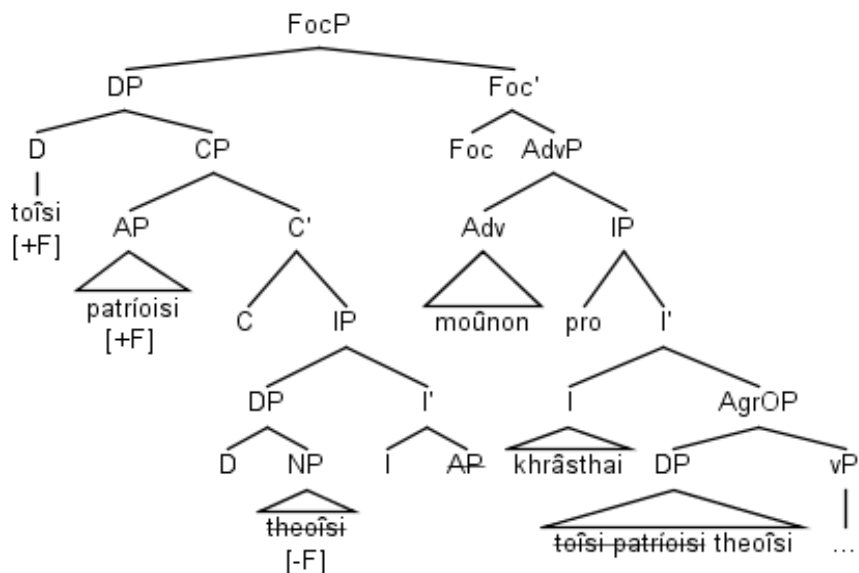 FocP
DP Foc'
D CP Foc AdvP
toîsi
[+F] AP C' Adv IP
patríoisi
[+F] C IP moûnon pro I'
DP I' I AgrOP
D NP I AP khrâsthai DP vP
theoîsi toîsi patríoisi theoîsi ...
[-F]